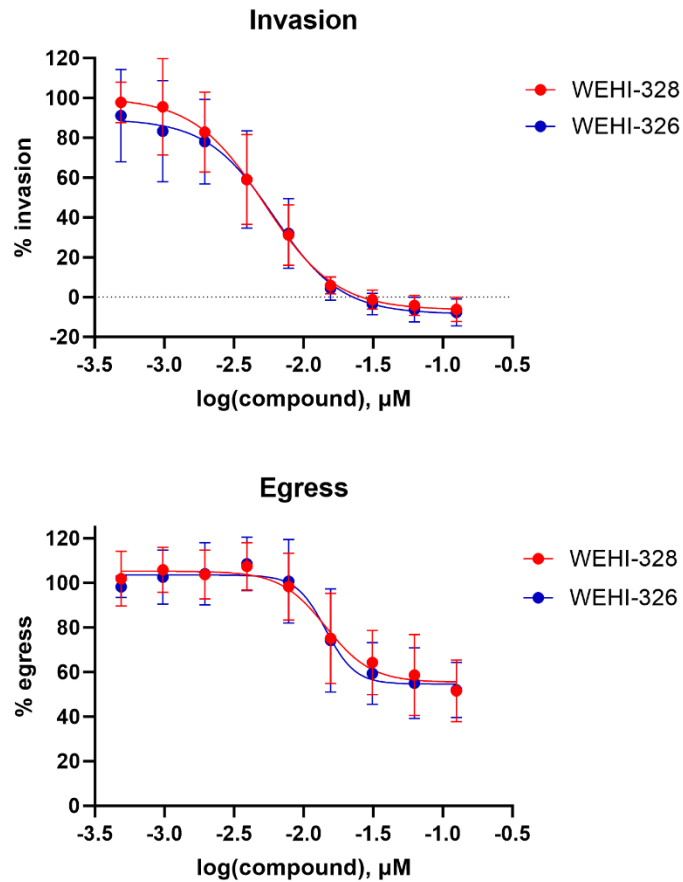 Invasion
120
100
80
60
40
20
0
-20
% invasion
-3.5 -3.0 -2.5 -2.0 -1.5 -1.0 -0.5
log(compound), µM
WEHI-328
WEHI-326
Egress
120
100
80
60
40
20
0
% egress
-3.5 -3.0 -2.5 -2.0 -1.5 -1.0 -0.5
log(compound), µM
WEHI-328
WEHI-326